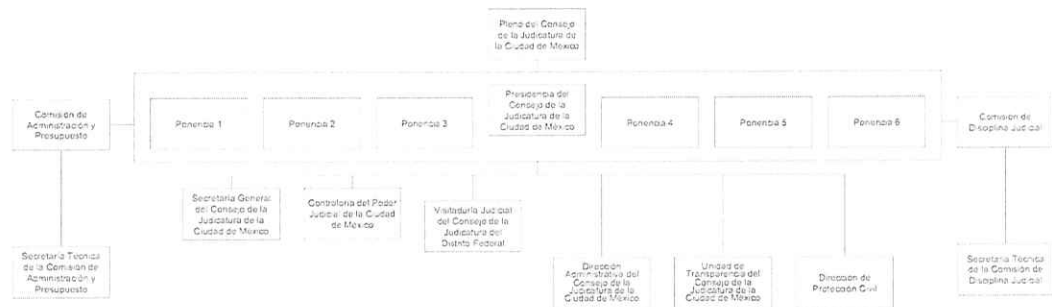 Pleno del Consejo
de la Judicatura de
la Ciudad de México
Comisión de
Administración y
Presupuesto
Ponencia 1
Ponencia 2
Ponencia 3
Presidencia del
Consejo de la
Judicatura de la
Ciudad de México
Ponencia 4
Ponencia 5
Ponencia 6
Comisión de
Disciplina Judicial
Secretaría General
del Consejo de la
Judicatura de la
Ciudad de México
Contraloría del Poder
Judicial de la Ciudad
de México
Visitaduría Judicial
del Consejo de la
Judicatura del
Distrito Federal
Secretaría Técnica
de la Comisión de
Administración y
Presupuesto
Dirección
Administrativa del
Consejo de la
Judicatura de la
Ciudad de México
Unidad de
Transparencia del
Consejo de la
Judicatura de la
Ciudad de México
Dirección de
Protección Civil
Secretaría Técnica
de la Comisión de
Disciplina Judicial